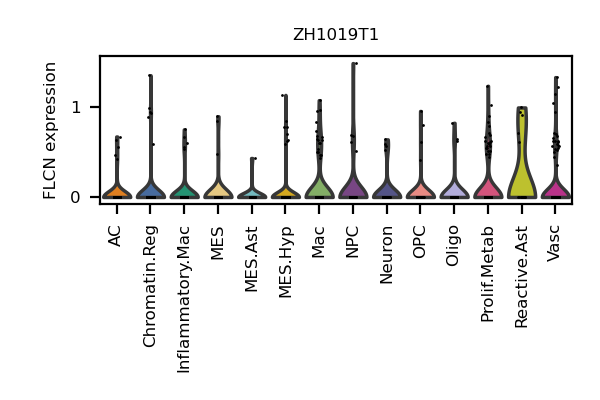 ZH1019T1
FLCN expression
1
0
AC
Chromatin.Reg
Inflammatory.Mac
MES
MES.Ast
MES.Hyp
Mac
NPC
Neuron
OPC
Oligo
Prolif.Metab
Reactive.Ast
Vasc